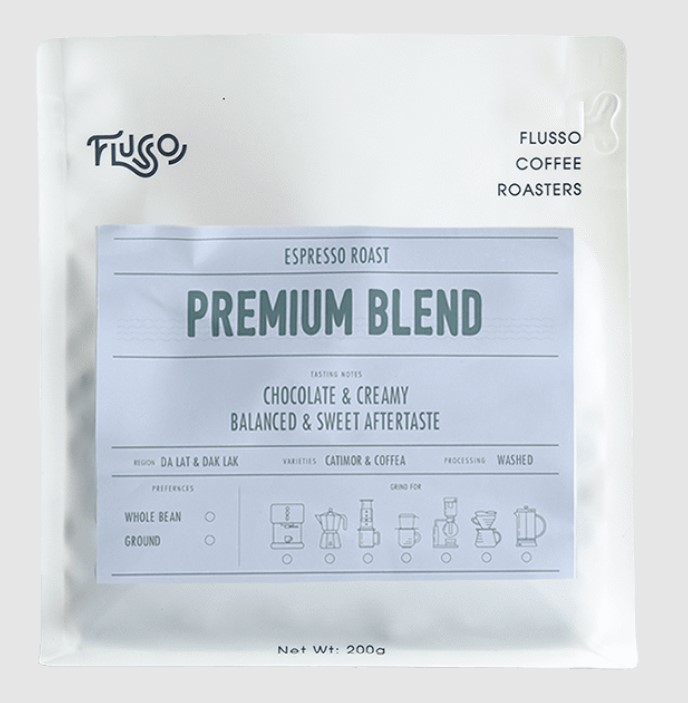 FLUSSO
FLUSSO
COFFEE
ROASTERS
ESPRESSO ROAST
PREMIUM BLEND
TASTING NOTES
CHOCOLATE & CREAMY
BALANCED & SWEET AFTERTASTE
REGION DA LAT & DAK LAK VARIETIES CATIMOR & COFFEA PROCESSING WASHED
PREFERNCES
GRIND FOR
WHOLE BEAN
GROUND
Net Wt: 200g